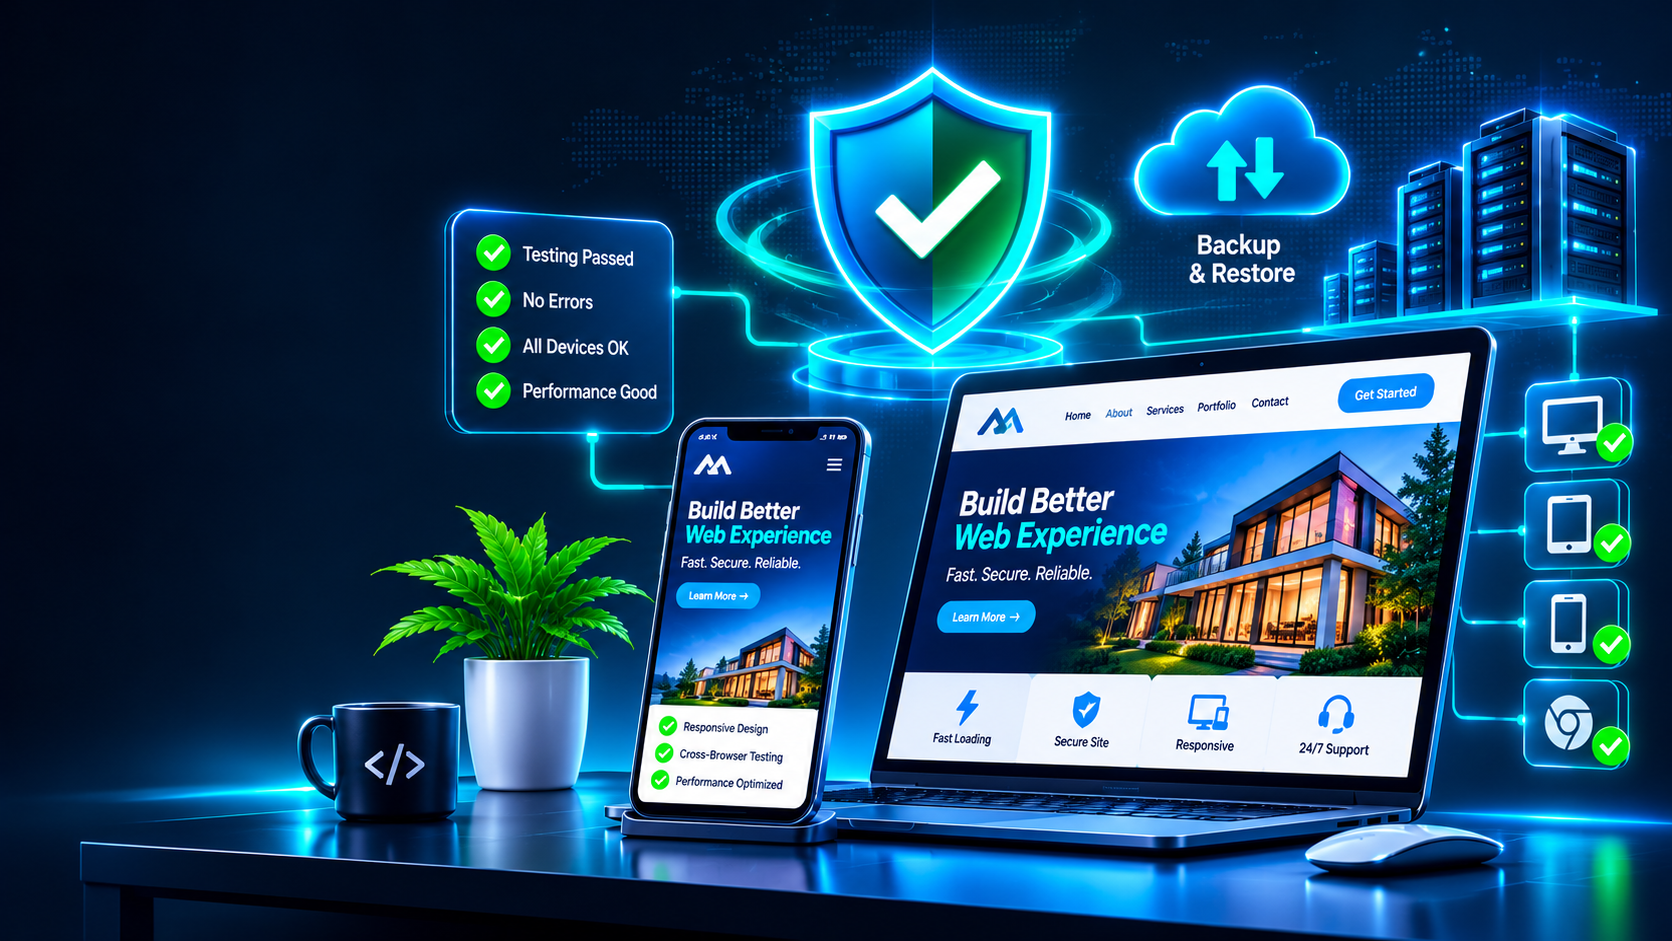 Testing Passed
No Errors
All Devices OK
Performance Good
Backup
& Restore
Build Better
Web Experience
Fast. Secure. Reliable.
Learn More →
Responsive Design
Cross-Browser Testing
Performance Optimized
Home About Services Portfolio Contact
Get Started
Build Better
Web Experience
Fast. Secure. Reliable.
Learn More →
Fast Loading
Secure Site
Responsive
24/7 Support
<//>